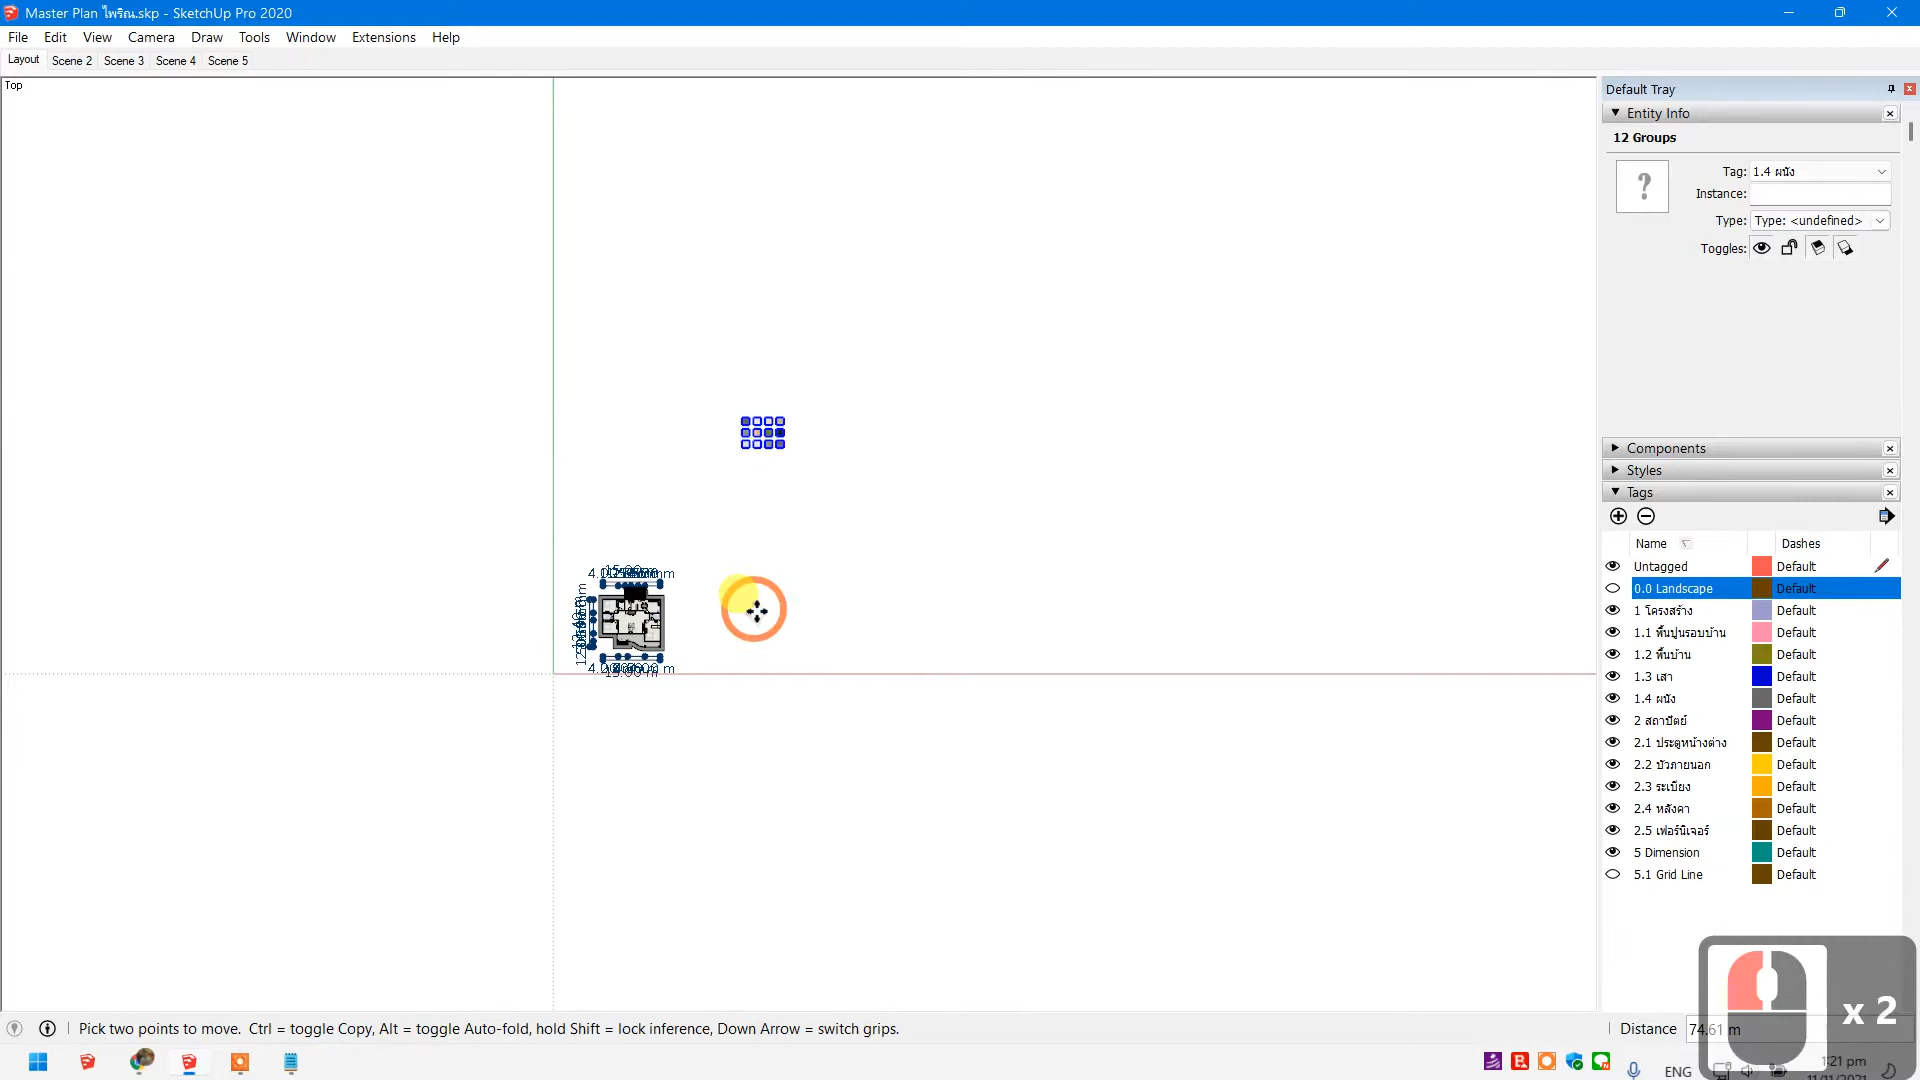 Master Plan ไพริณ.skp - SketchUp Pro 2020
File Edit View Camera Draw Tools Window Extensions Help
Layout Scene 2 Scene 3 Scene 4 Scene 5
Top
Default Tray
Entity Info
12 Groups
Tag: 1.4 ผนัง
Instance:
Type: Type: <undefined>
Toggles:
Components
Styles
Tags
Name Dashes
Untagged Default
0.0 Landscape Default
1 โครงสร้าง Default
1.1 พื้นปูนรอบบ้าน Default
1.2 พื้นบ้าน Default
1.3 เสา Default
1.4 ผนัง Default
2 สถาปัตย์ Default
2.1 ประตูหน้างต่าง Default
2.2 บัวภายนอก Default
2.3 ระเบียง Default
2.4 หลังคา Default
2.5 เฟอร์นิเจอร์ Default
5 Dimension Default
5.1 Grid Line Default
x 2
Pick two points to move. Ctrl = toggle Copy, Alt = toggle Auto-fold, hold Shift = lock inference, Down Arrow = switch grips.
Distance 74.61 m
ENG
1:21 pm
11/11/2021